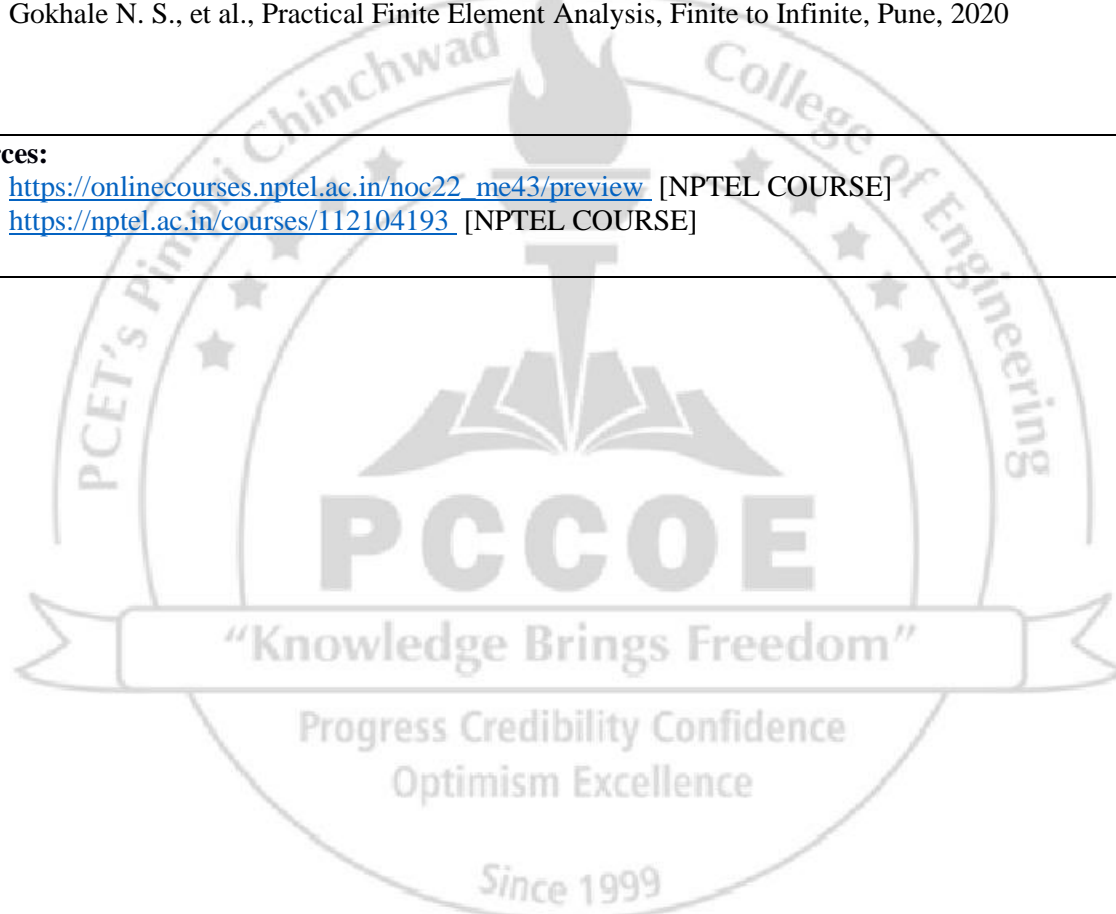 Gokhale N. S., et al., Practical Finite Element Analysis, Finite to Infinite, Pune, 2020
PCET's Pimpri Chinchwad College of Engineering
rces:
https://onlinecourses.nptel.ac.in/noc22_me43/preview [NPTEL COURSE]
https://nptel.ac.in/courses/112104193 [NPTEL COURSE]
PCCOE
“Knowledge Brings Freedom”
Progress Credibility Confidence
Optimism Excellence
Since 1999